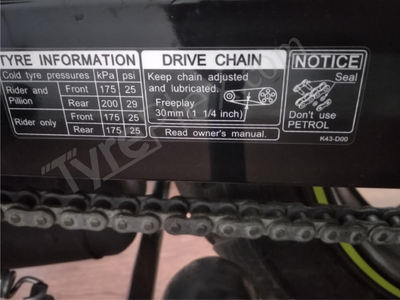 TYRE INFORMATION
Cold tyre pressures kPa psi
Rider and Pillion Front 175 25
Rear 200 29
Rider only Front 175 25
Rear 175 25
DRIVE CHAIN
Keep chain adjusted
and lubricated.
Freeplay
30mm (1 1/4 inch)
Read owner's manual.
NOTICE
Seal
Don't use
PETROL
K43-D00